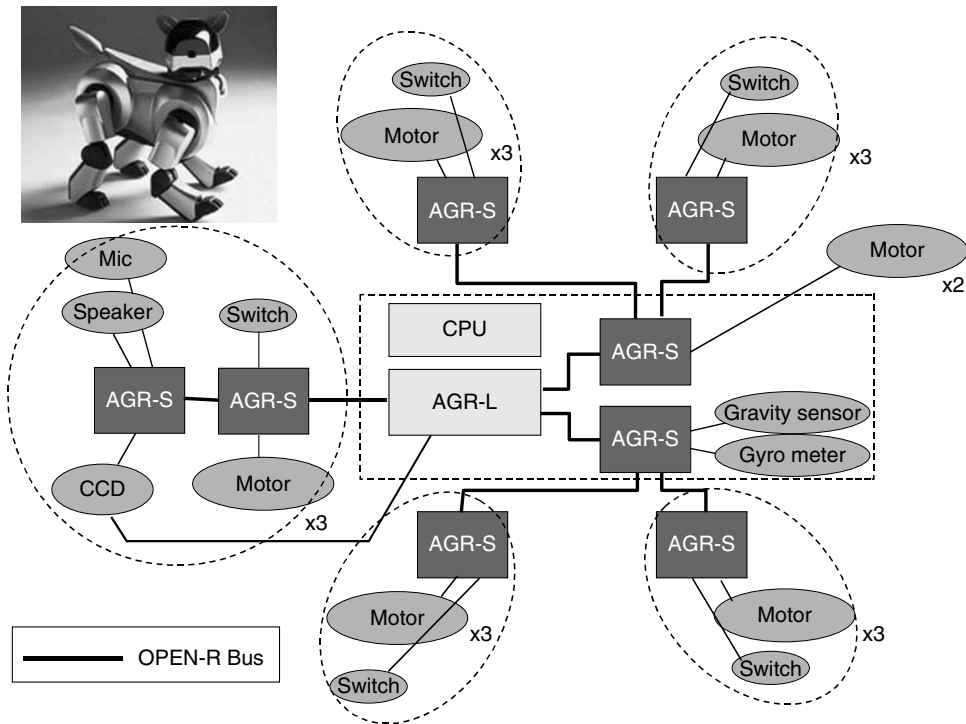 Switch
Motor
x3
AGR-S
Switch
Motor
x3
AGR-S
Motor
x2
Mic
Speaker
Switch
AGR-S
AGR-S
CCD
Motor
x3
CPU
AGR-L
AGR-S
AGR-S
Gravity sensor
Gyro meter
AGR-S
Motor
x3
Switch
AGR-S
Motor
x3
Switch
OPEN-R Bus